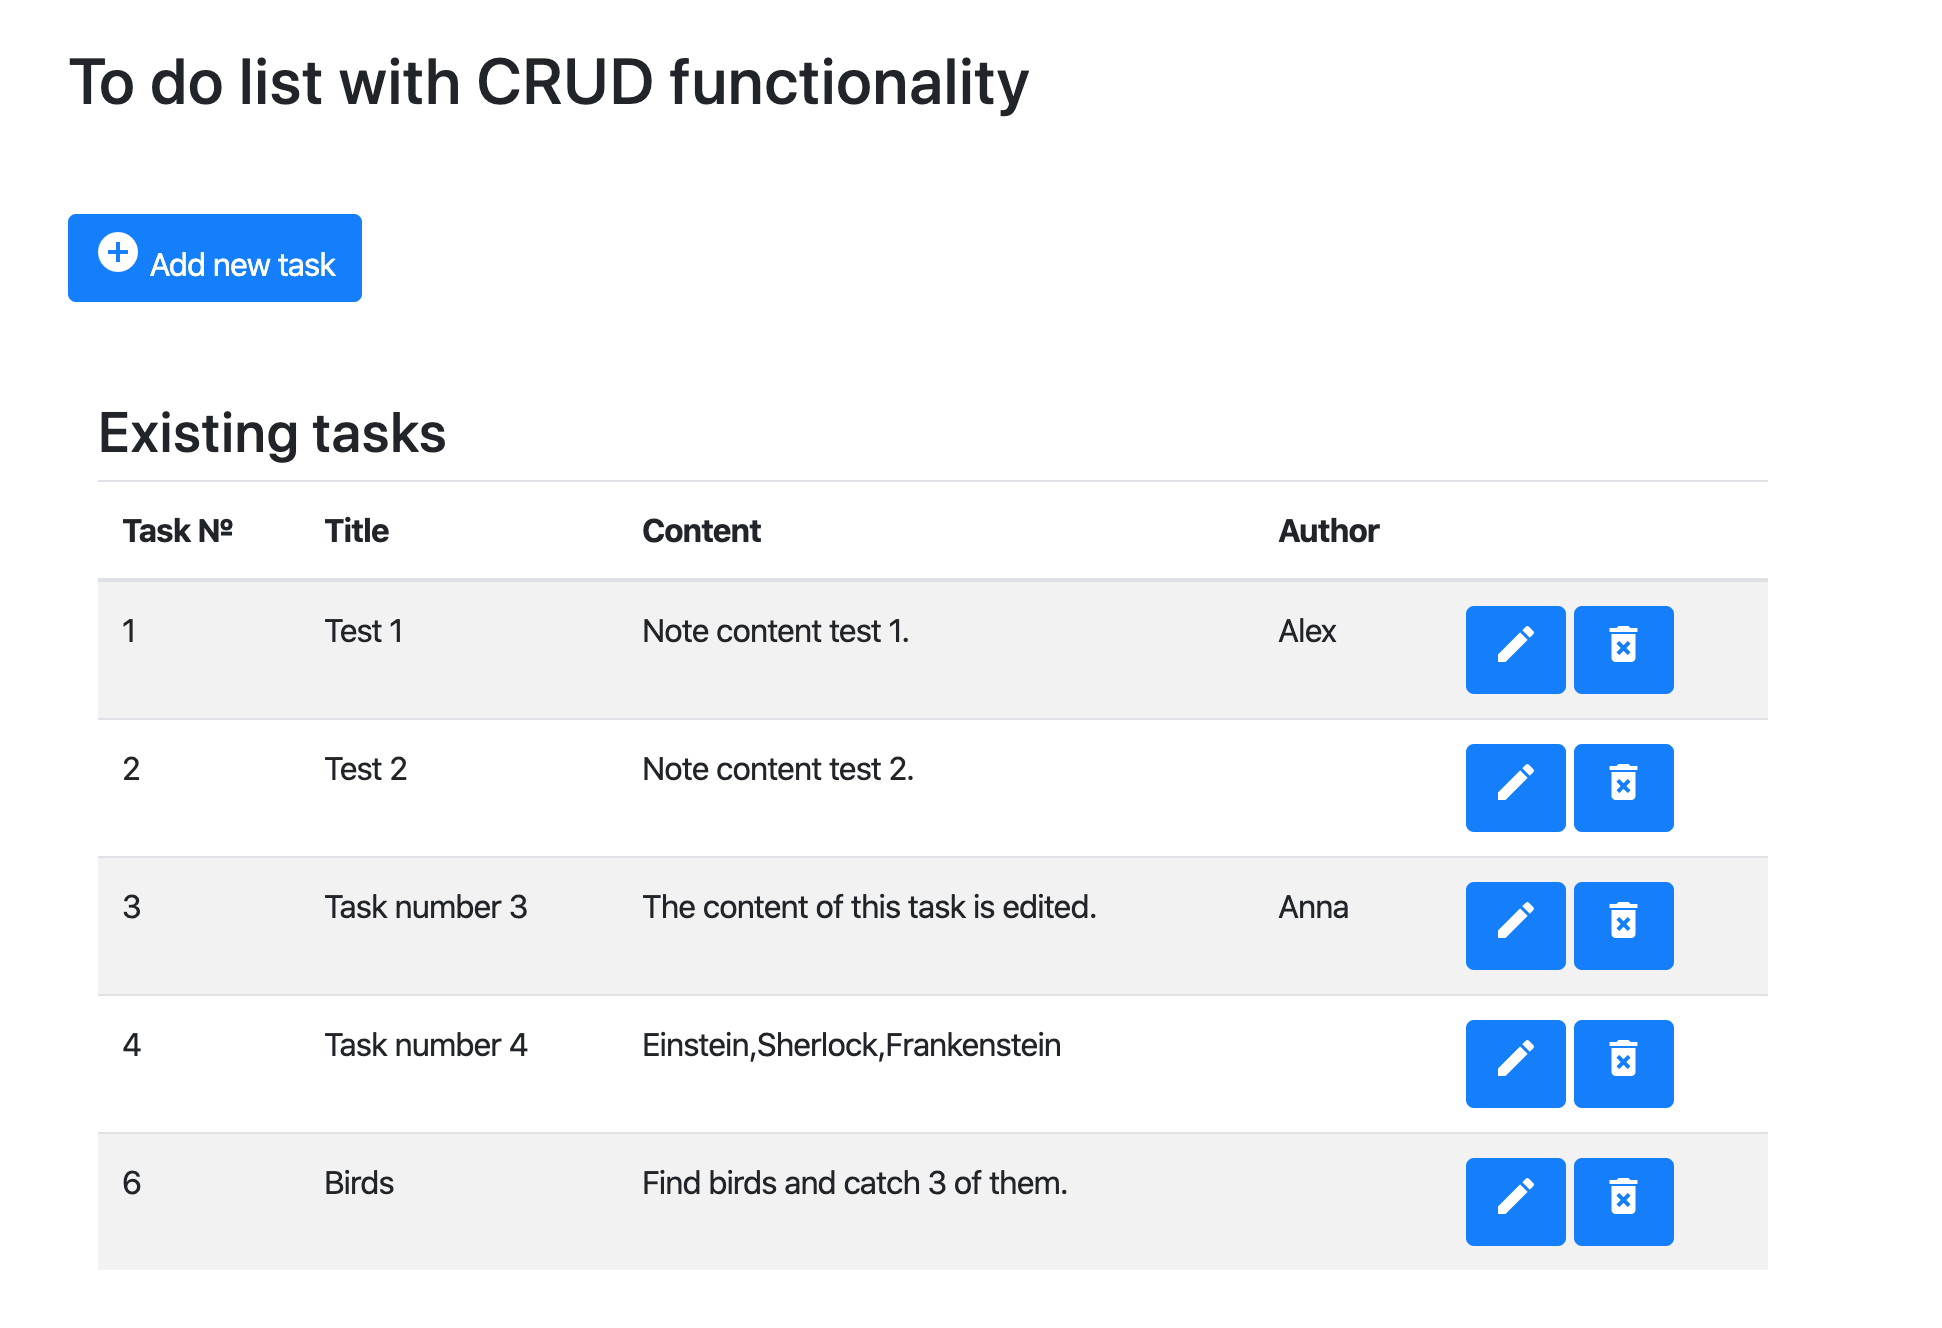 To do list with CRUD functionality
Add new task
Existing tasks
Task Nº Title Content Author
1 Test 1 Note content test 1. Alex
2 Test 2 Note content test 2.
3 Task number 3 The content of this task is edited. Anna
4 Task number 4 Einstein,Sherlock,Frankenstein
6 Birds Find birds and catch 3 of them.